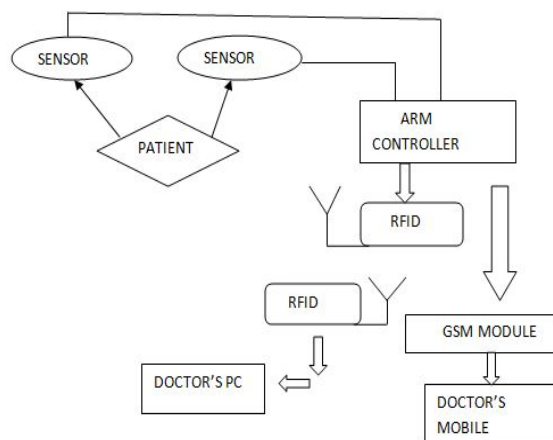 SENSOR
SENSOR
PATIENT
ARM
CONTROLLER
RFID
RFID
GSM MODULE
DOCTOR'S PC
DOCTOR'S
MOBILE